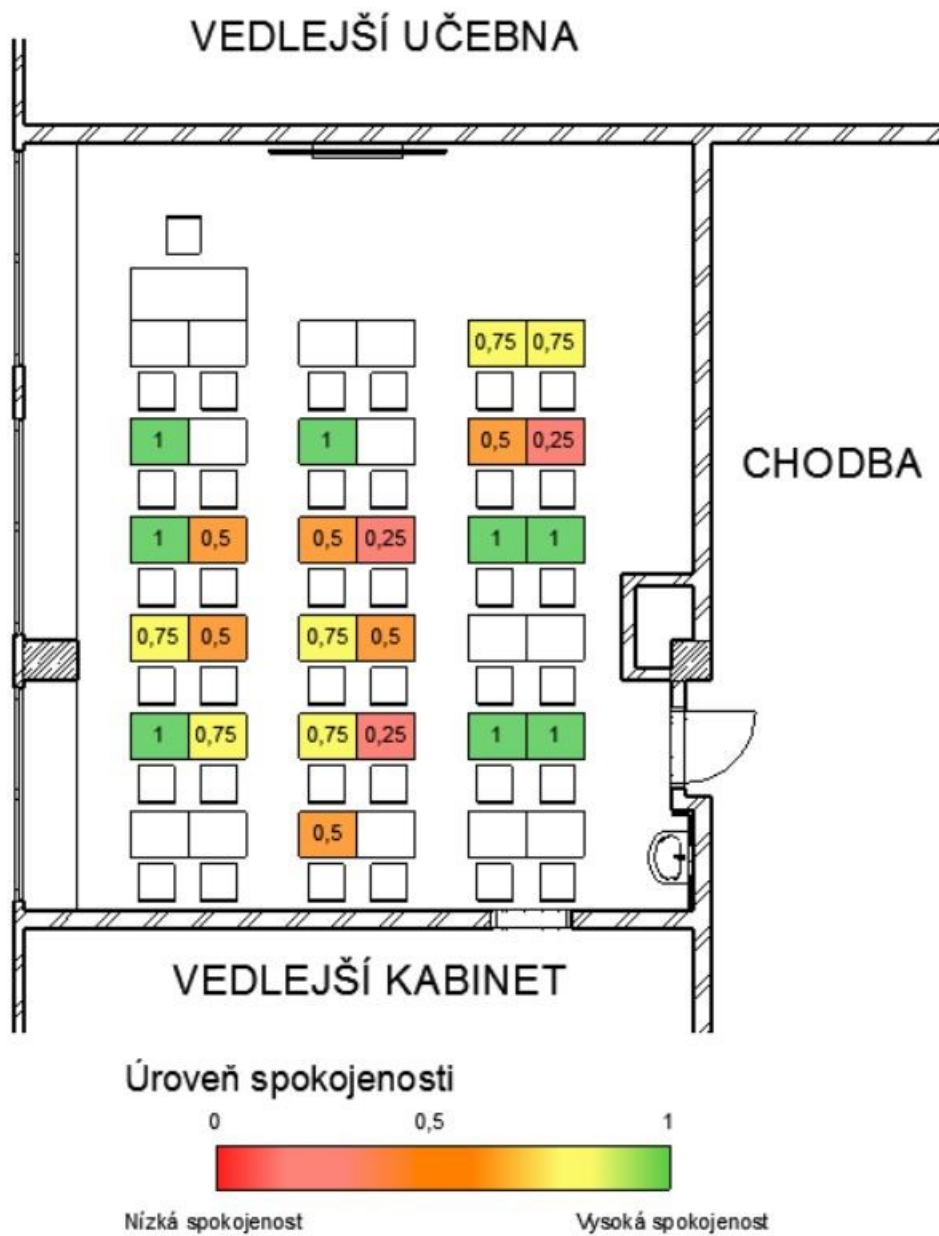 VEDLEJŠÍ UČEBNA
0,75 0,75
1 1 0,5 0,25
CHODBA
1 0,5 0,5 0,25 1 1
0,75 0,5 0,75 0,5
1 0,75 0,75 0,25 1 1
0,5
VEDLEJŠÍ KABINET
Úroveň spokojenosti
0 0,5 1
Nízká spokojenost Vysoká spokojenost